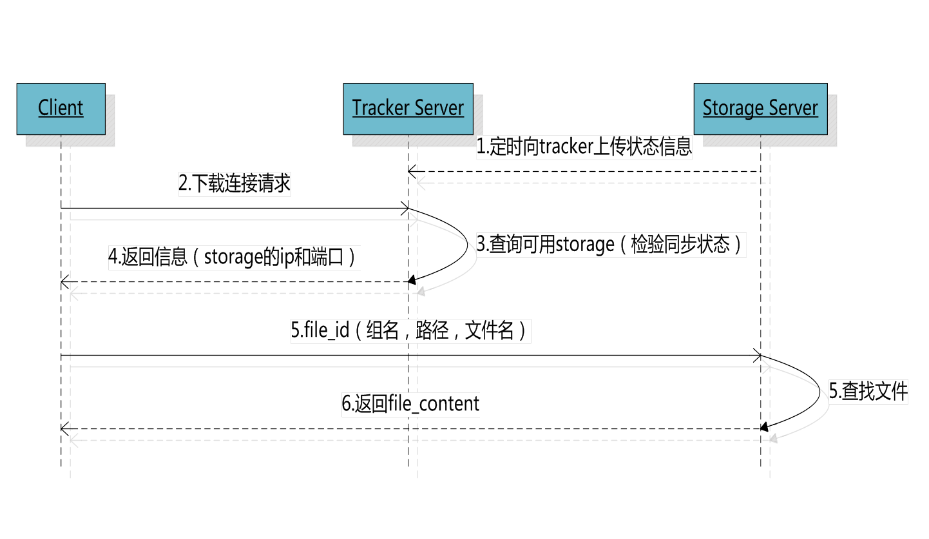 Client
Tracker Server
Storage Server
1.定时向tracker上传状态信息
2.下载连接请求
3.查询可用storage（检验同步状态）
4.返回信息（storage的ip和端口）
5.file_id（组名，路径，文件名）
5.查找文件
6.返回file_content